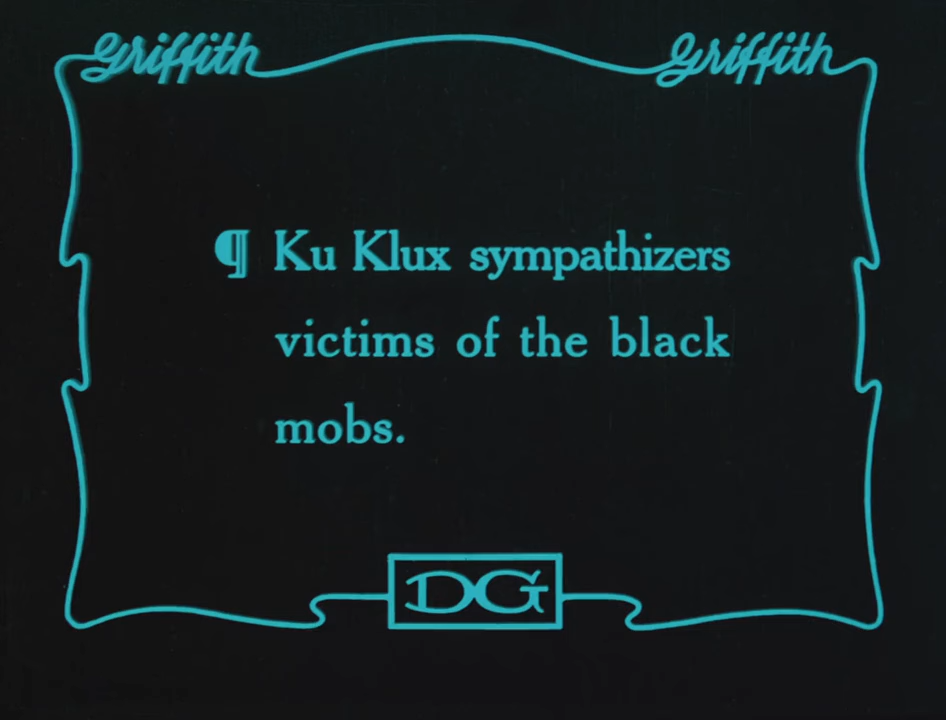 Griffith Griffith
¶ Ku Klux sympathizers
victims of the black
mobs.
DG